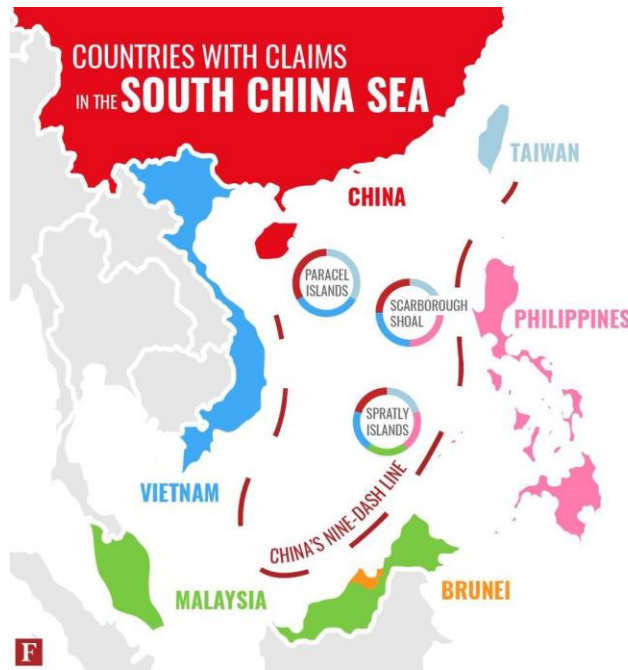 COUNTRIES WITH CLAIMS
IN THE SOUTH CHINA SEA
TAIWAN
CHINA
PARACEL
ISLANDS
SCARBOROUGH
SHOAL
PHILIPPINES
SPRATLY
ISLANDS
VIETNAM
CHINA'S NINE-DASH LINE
MALAYSIA
BRUNEI
F